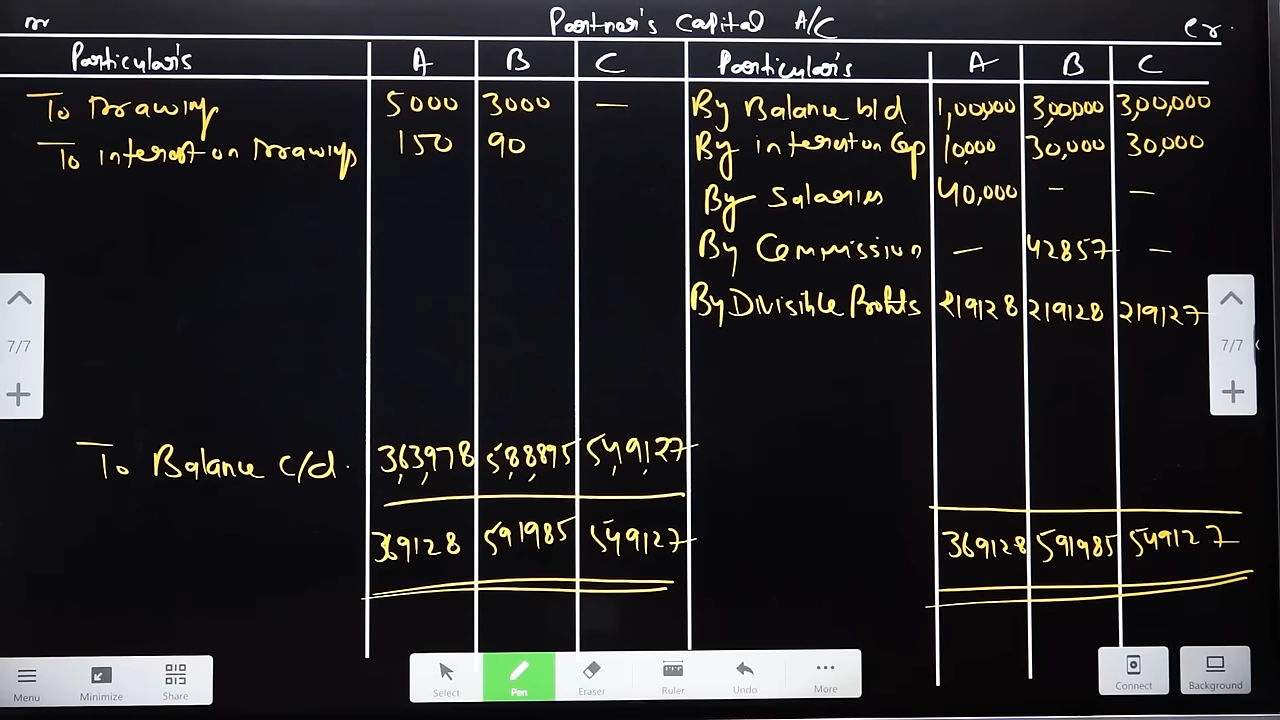 Dr Partner's Capital A/C Cr.
Particulars A B C Particulars A B C
To Drawings 5000 3000 — By Balance b/d 1,00,000 3,00,000 3,00,000
To interest on Drawings 150 90 By interest on Cap 10,000 30,000 30,000
By Salaries 40,000 — —
By Commission — 42857 —
By Divisible Profits 219128 219128 219127
7/7 7/7
To Balance c/d. 363978 588895 549127
369128 591985 549127 369128 591985 549127
Menu Minimize Share Select Pen Eraser Ruler Undo More Connect Background